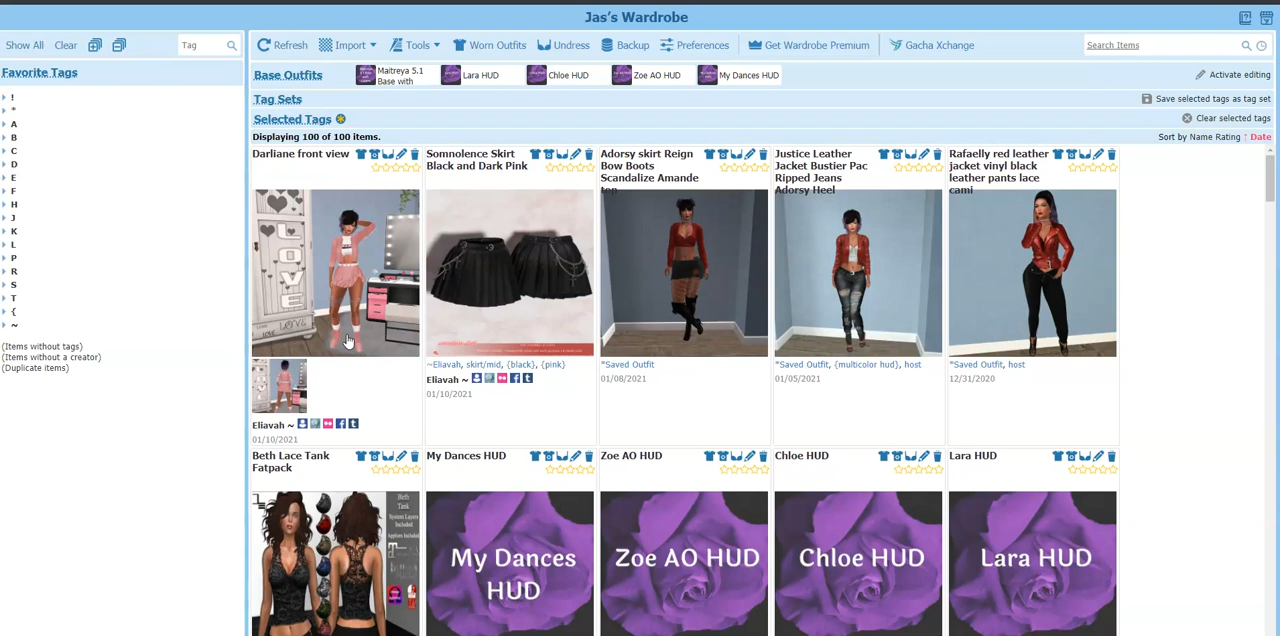 Jas's Wardrobe
Show All Clear Tag
Refresh Import Tools Worn Outfits Undress Backup Preferences Get Wardrobe Premium Gacha Xchange Search Items
Favorite Tags
!
*
A
B
C
D
E
F
H
J
K
L
P
R
S
T
{
~
(Items without tags)
(Items without a creator)
(Duplicate items)
Base Outfits
Maitreya 5.1
Base with
Lara HUD
Chloe HUD
Zoe AO HUD
My Dances HUD
Activate editing
Tag Sets
Save selected tags as tag set
Selected Tags
Clear selected tags
Displaying 100 of 100 items.
Sort by Name Rating ↑ Date
Darliane front view
LOVE
Eliavah ~
01/10/2021
Somnolence Skirt
Black and Dark Pink
~Eliavah, skirt/mid, {black}, {pink}
Eliavah ~
01/10/2021
Adorsy skirt Reign
Bow Boots
Scandalize Amande
top
*Saved Outfit
01/08/2021
Justice Leather
Jacket Bustier Pac
Ripped Jeans
Adorsy Heel
*Saved Outfit, {multicolor hud}, host
01/05/2021
Rafaelly red leather
jacket vinyl black
leather pants lace
cami
*Saved Outfit, host
12/31/2020
Beth Lace Tank
Fatpack
Beth
Tank
System Layers
Included
My Dances HUD
My Dances
HUD
Zoe AO HUD
Zoe AO HUD
Chloe HUD
Chloe HUD
Lara HUD
Lara HUD